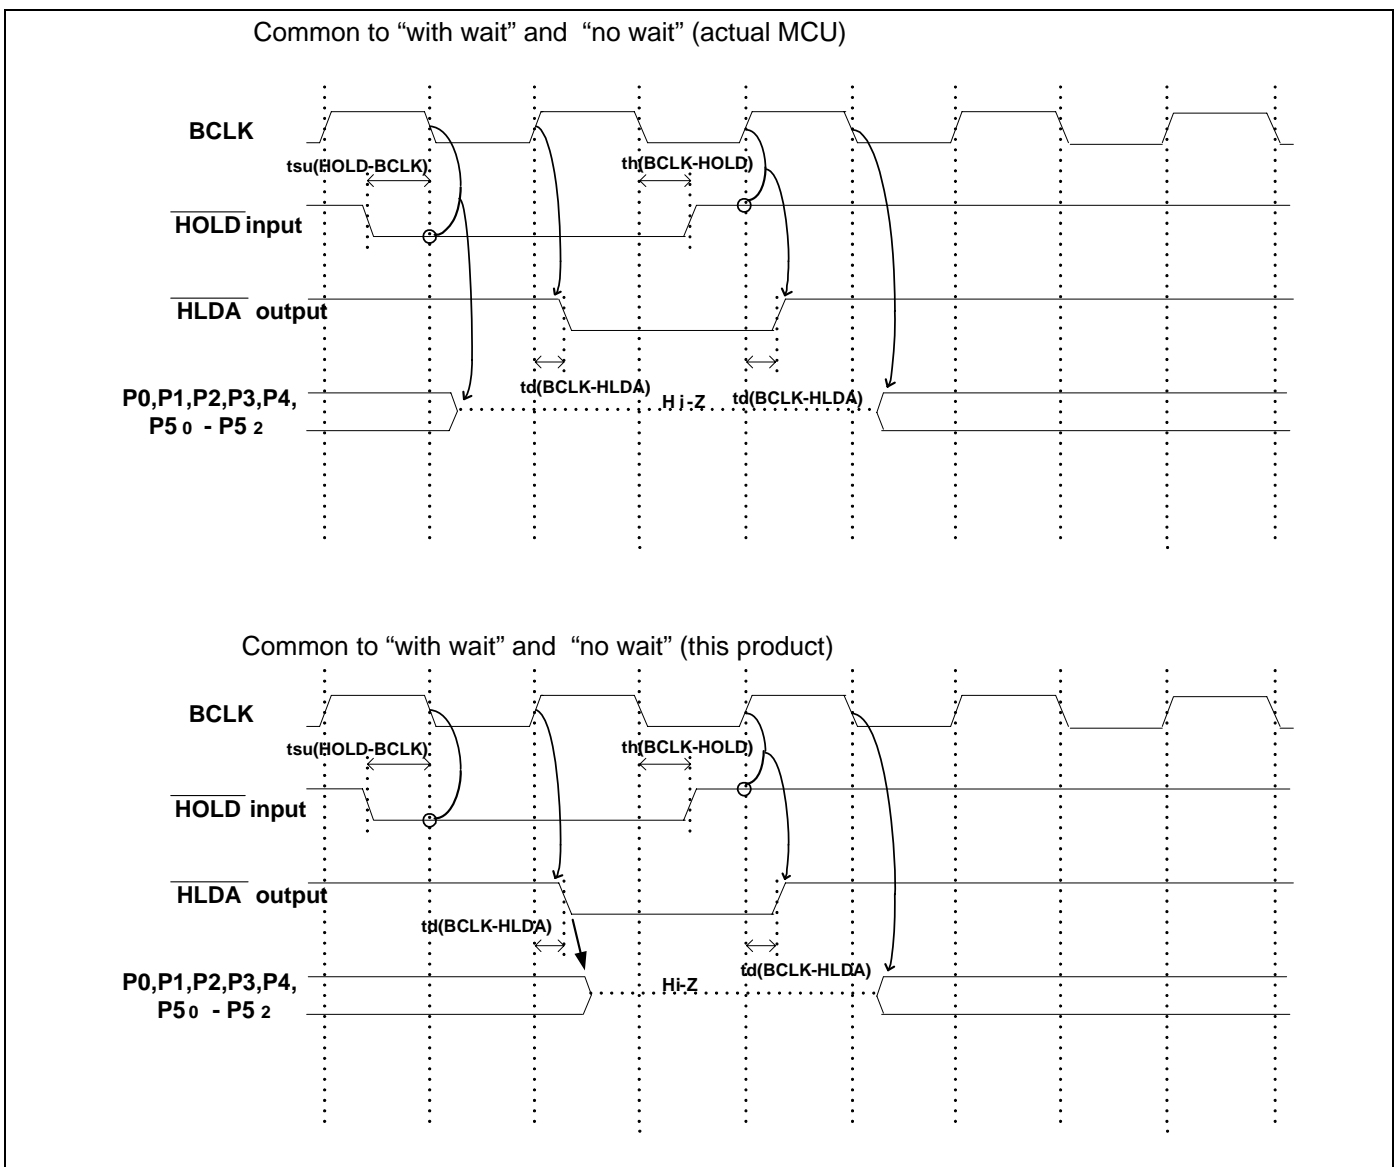 Common to “with wait” and “no wait” (actual MCU)
BCLK
tsu(HOLD-BCLK)
th(BCLK-HOLD)
HOLD input
HLDA output
td(BCLK-HLDA)
Hi-Z
td(BCLK-HLDA)
P0,P1,P2,P3,P4,
P50 - P52
Common to “with wait” and “no wait” (this product)
BCLK
tsu(HOLD-BCLK)
th(BCLK-HOLD)
HOLD input
HLDA output
td(BCLK-HLDA)
td(BCLK-HLDA)
P0,P1,P2,P3,P4,
P50 - P52
Hi-Z